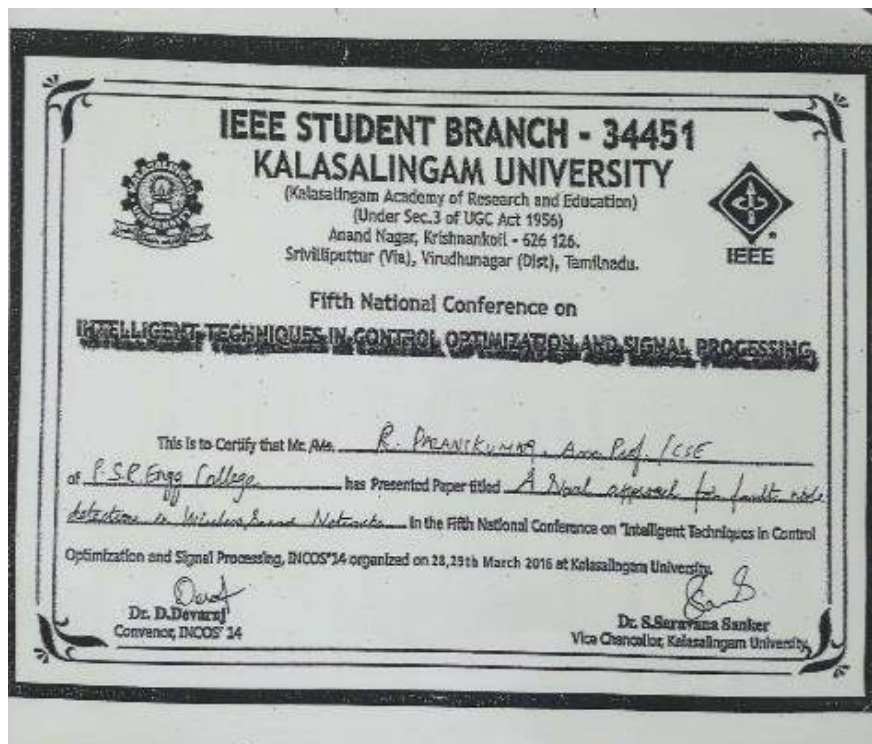 IEEE STUDENT BRANCH - 34451
KALASALINGAM UNIVERSITY
(Kalasalingam Academy of Research and Education)
(Under Sec.3 of UGC Act 1956)
Anand Nagar, Krishnankoil - 626 126.
Srivilliputtur (Via), Virudhunagar (Dist), Tamilnadu.
IEEE
Fifth National Conference on
INTELLIGENT TECHNIQUES IN CONTROL OPTIMIZATION AND SIGNAL PROCESSING
This is to Certify that Mr./Ms. R. PALANIKUMAR, Asso. Prof. / CSE
of P.S.R. Engg College has Presented Paper titled A Novel approach for fault node
detection in Wireless Sensor Networks In the Fifth National Conference on "Intelligent Techniques in Control
Optimization and Signal Processing, INCOS'14 organized on 28,29th March 2016 at Kalasalingam University.
Dr. D.Devaraj
Convenor, INCOS' 14
Dr. S.Saravana Sanker
Vice Chancellor, Kalasalingam University,